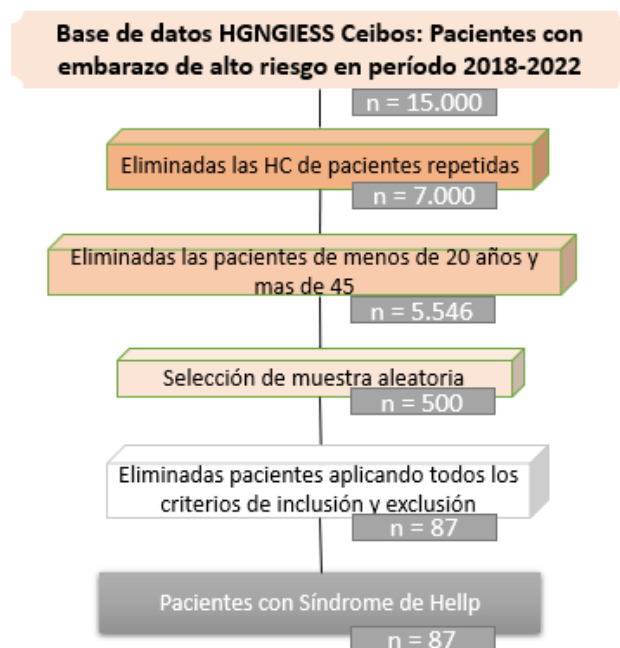 Base de datos HGNGIESS Ceibos: Pacientes con
embarazo de alto riesgo en período 2018-2022
n = 15.000
Eliminadas las HC de pacientes repetidas
n = 7.000
Eliminadas las pacientes de menos de 20 años y
mas de 45
n = 5.546
Selección de muestra aleatoria
n = 500
Eliminadas pacientes aplicando todos los
criterios de inclusión y exclusión
n = 87
Pacientes con Síndrome de Hellp
n = 87